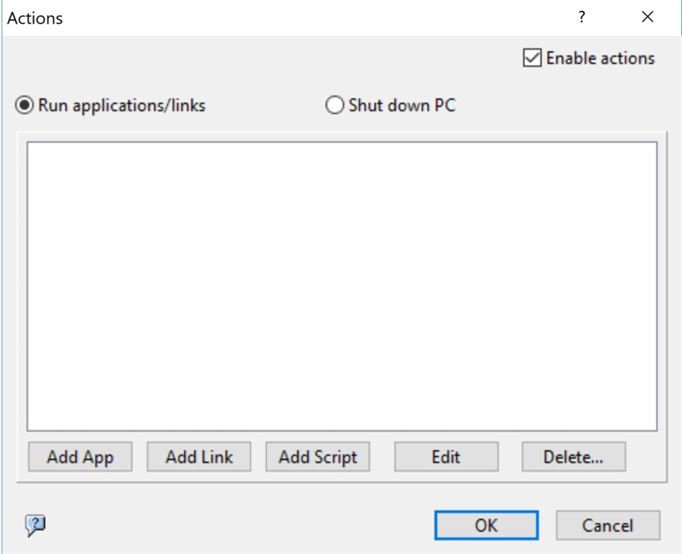 Actions ?
Enable actions
Run applications/links Shut down PC
Add App Add Link Add Script Edit Delete...
?
OK Cancel